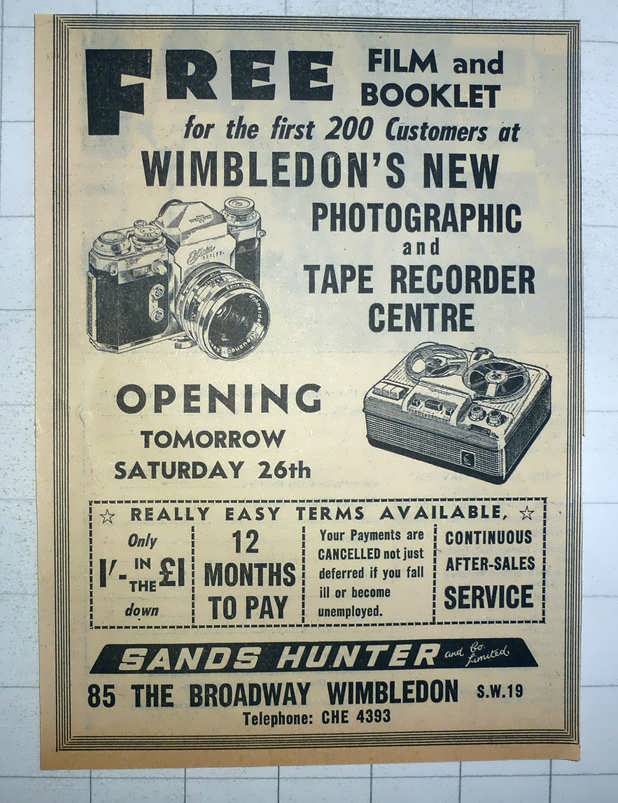 FREE FILM and
BOOKLET
for the first 200 Customers at
WIMBLEDON'S NEW
PHOTOGRAPHIC
and
TAPE RECORDER
CENTRE
OPENING
TOMORROW
SATURDAY 26th
☆ REALLY EASY TERMS AVAILABLE, ☆
Only
1/- IN THE £1
down
12
MONTHS
TO PAY
Your Payments are
CANCELLED not just
deferred if you fall
ill or become
unemployed.
CONTINUOUS
AFTER-SALES
SERVICE
SANDS HUNTER and Co. Limited
85 THE BROADWAY WIMBLEDON S.W.19
Telephone: CHE 4393